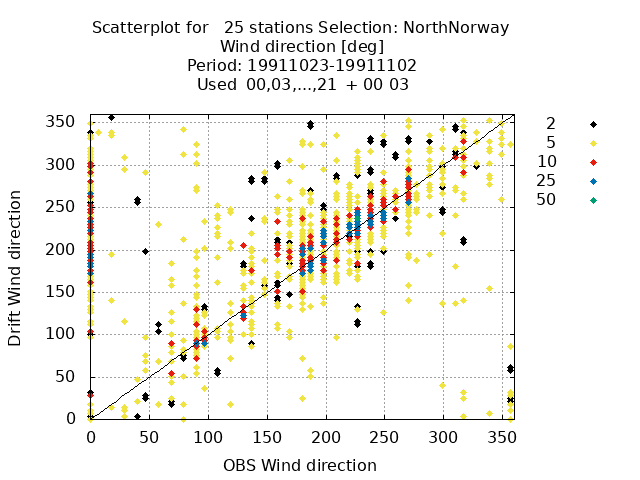 Scatterplot for   25 stations Selection: NorthNorway
Wind direction [deg]
Period: 19911023-19911102
Used  00,03,...,21  + 00 03
350
300
250
200
150
100
50
0
0 50 100 150 200 250 300 350
Drift Wind direction
OBS Wind direction
2
5
10
25
50